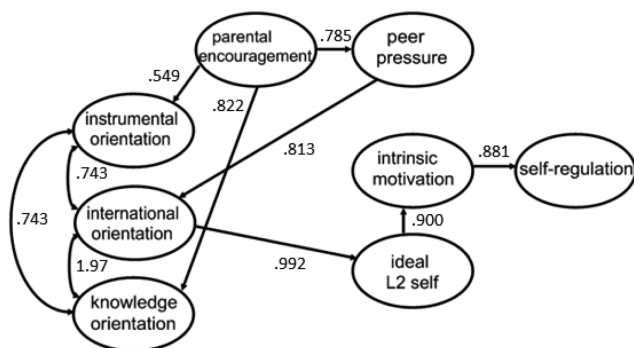 parental
encouragement
.785
peer
pressure
.549
.822
instrumental
orientation
.813
intrinsic
motivation
.881
self-regulation
.743
.743
international
orientation
.900
1.97
.992
ideal
L2 self
knowledge
orientation